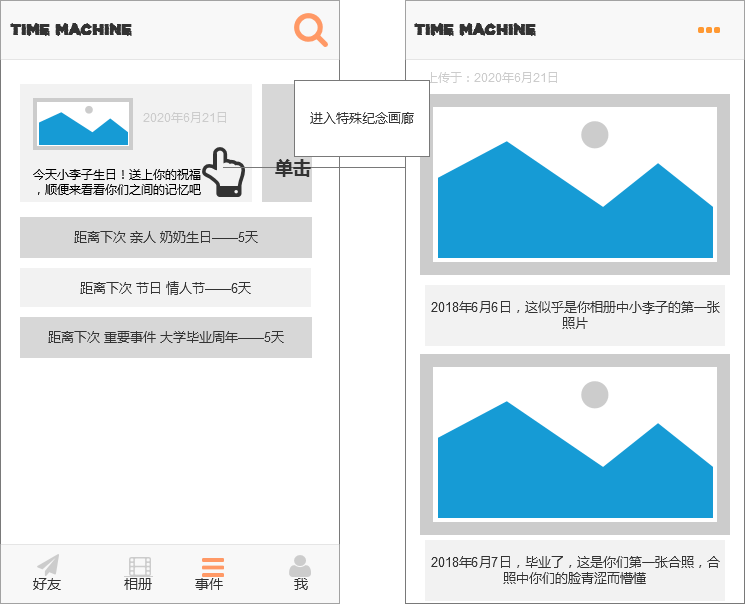 TIME MACHINE
2020年6月21日
今天小李子生日！送上你的祝福
，顺便来看看你们之间的记忆吧
单击
距离下次 亲人 奶奶生日——5天
距离下次 节日 情人节——6天
距离下次 重要事件 大学毕业周年——5天
好友
相册
事件
我
进入特殊纪念画廊
TIME MACHINE
上传于：2020年6月21日
2018年6月6日，这似乎是你相册中小李子的第一张
照片
2018年6月7日，毕业了，这是你们第一张合照，合
照中你们的脸青涩而懵懂